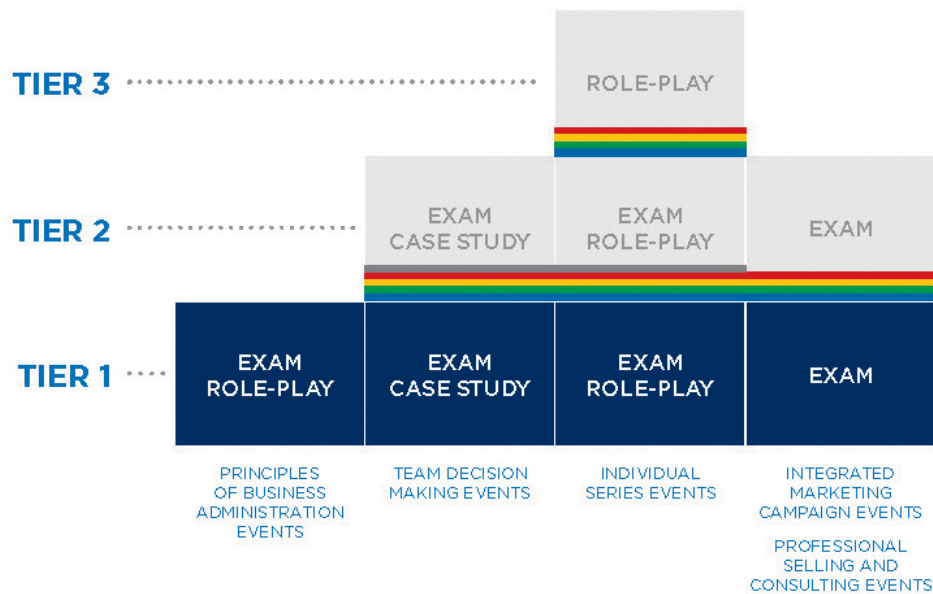 TIER 3
ROLE-PLAY
TIER 2
EXAM
CASE STUDY
EXAM
ROLE-PLAY
EXAM
TIER 1
EXAM
ROLE-PLAY
EXAM
CASE STUDY
EXAM
ROLE-PLAY
EXAM
PRINCIPLES
OF BUSINESS
ADMINISTRATION
EVENTS
TEAM DECISION
MAKING EVENTS
INDIVIDUAL
SERIES EVENTS
INTEGRATED
MARKETING
CAMPAIGN EVENTS
PROFESSIONAL
SELLING AND
CONSULTING EVENTS